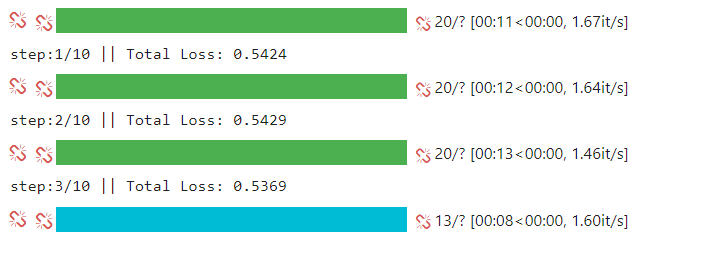 20/? [00:11<00:00, 1.67it/s]
step:1/10 || Total Loss: 0.5424
20/? [00:12<00:00, 1.64it/s]
step:2/10 || Total Loss: 0.5429
20/? [00:13<00:00, 1.46it/s]
step:3/10 || Total Loss: 0.5369
13/? [00:08<00:00, 1.60it/s]